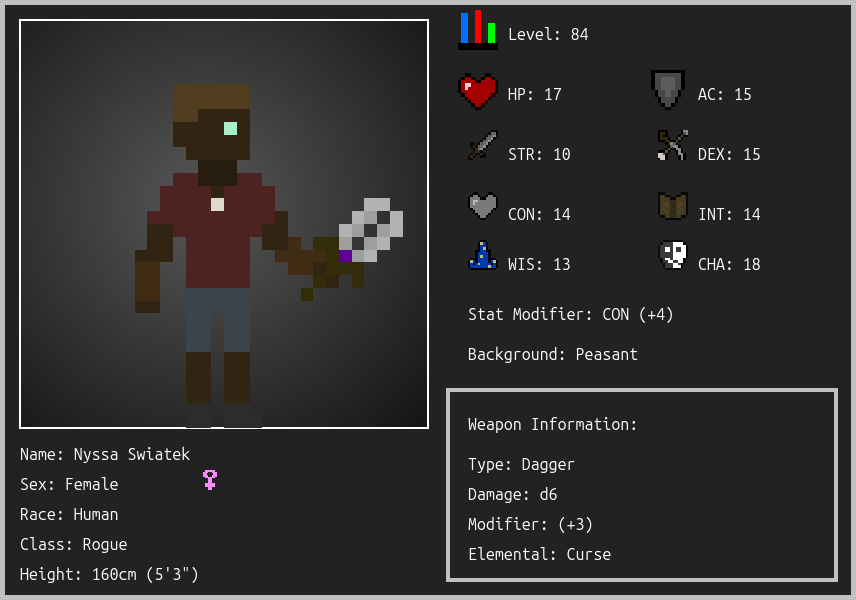 Level: 84
HP: 17
AC: 15
STR: 10
DEX: 15
CON: 14
INT: 14
WIS: 13
CHA: 18
Stat Modifier: CON (+4)
Background: Peasant
Name: Nyssa Swiatek
Sex: Female
Race: Human
Class: Rogue
Height: 160cm (5'3")
Weapon Information:
Type: Dagger
Damage: d6
Modifier: (+3)
Elemental: Curse